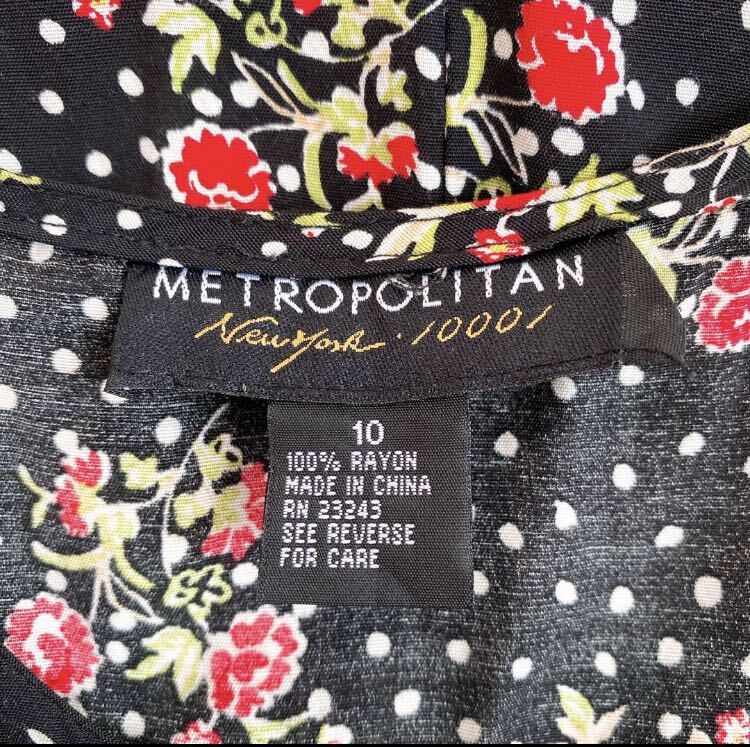 METROPOLITAN
New York · 10001
10
100% RAYON
MADE IN CHINA
RN 23243
SEE REVERSE
FOR CARE